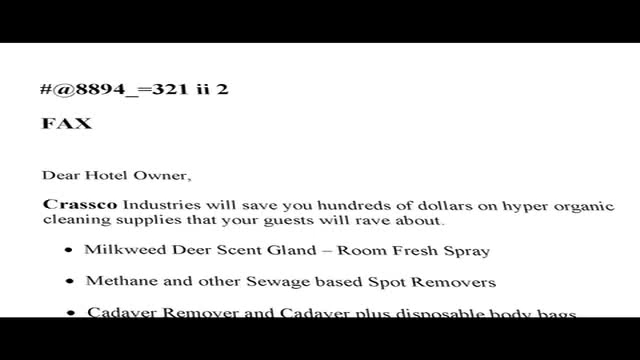 #@8894_=321 ii 2
FAX
Dear Hotel Owner,
Crassco Industries will save you hundreds of dollars on hyper organic
cleaning supplies that your guests will rave about.
• Milkweed Deer Scent Gland – Room Fresh Spray
• Methane and other Sewage based Spot Removers
• Cadaver Remover and Cadaver plus disposable body bags